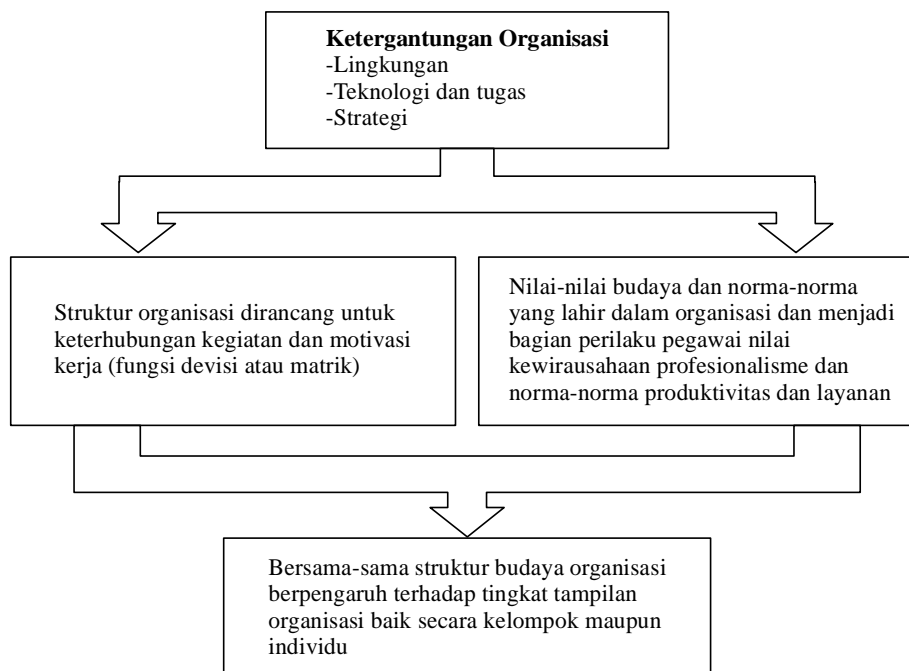 Ketergantungan Organisasi
-Lingkungan
-Teknologi dan tugas
-Strategi
Struktur organisasi dirancang untuk
keterhubungan kegiatan dan motivasi
kerja (fungsi devisi atau matrik)
Nilai-nilai budaya dan norma-norma
yang lahir dalam organisasi dan menjadi
bagian perilaku pegawai nilai
kewirausahaan profesionalisme dan
norma-norma produktivitas dan layanan
Bersama-sama struktur budaya organisasi
berpengaruh terhadap tingkat tampilan
organisasi baik secara kelompok maupun
individu